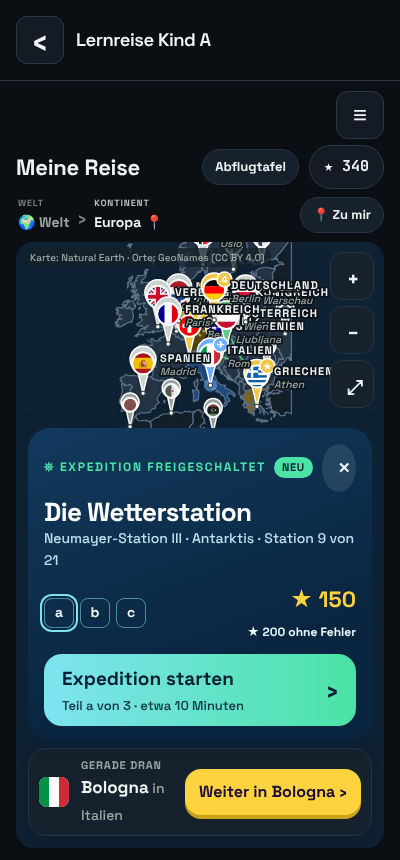 Lernreise Kind A
Meine Reise
Abflugtafel
★ 340
WELT
KONTINENT
Welt > Europa
Zu mir
Karte: Natural Earth · Orte: GeoNames (CC BY 4.0)
Oslo,
DEUTSCHLAND
Berlin
Warschau
FRANKREICH
Paris
Wien
Ljubljana
ITALIEN
Rom
SPANIEN
Madrid
Athen
+
−
EXPEDITION FREIGESCHALTET
NEU
×
Die Wetterstation
Neumayer-Station III · Antarktis · Station 9 von
21
a b c
★ 150
★ 200 ohne Fehler
Expedition starten
Teil a von 3 · etwa 10 Minuten
>
GERADE DRAN
Bologna in
Italien
Weiter in Bologna ›